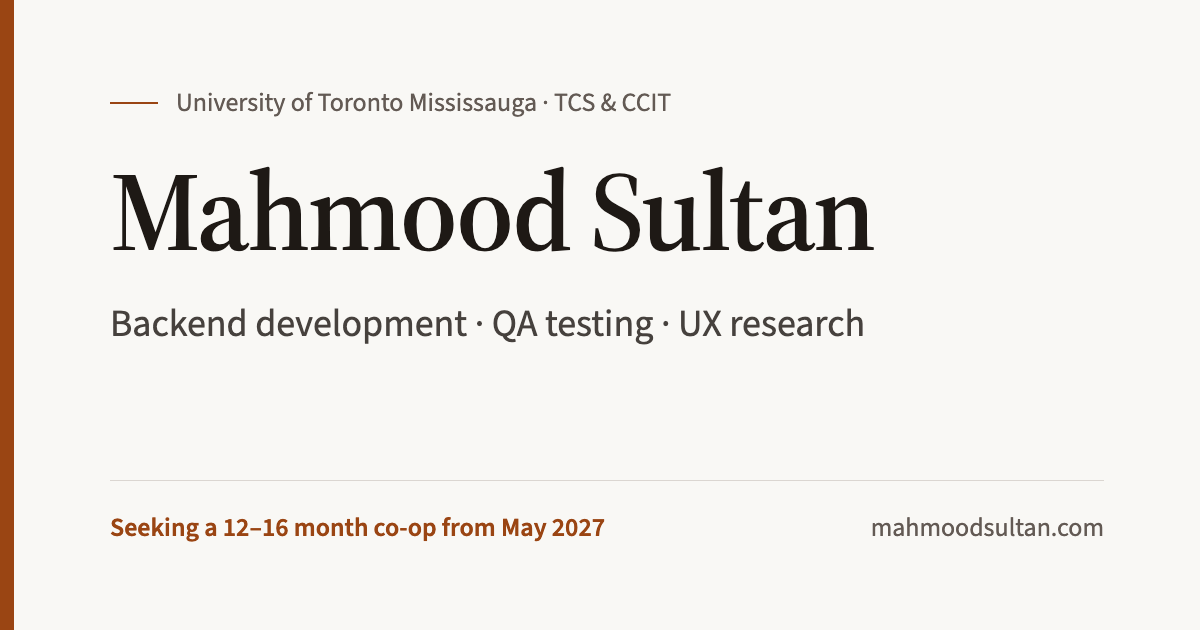 University of Toronto Mississauga · TCS & CCIT
Mahmood Sultan
Backend development · QA testing · UX research
Seeking a 12–16 month co-op from May 2027
mahmoodsultan.com